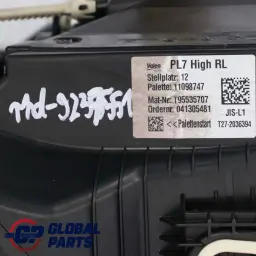 Valeo PL7 High RL
Stellplatz: 12
Palettei 11098747
Mat-Nr. 195535707
Ordernr. 041305481 JIS-L1
<<Palettenstart T27-2036394
GLOBAL
PARTS